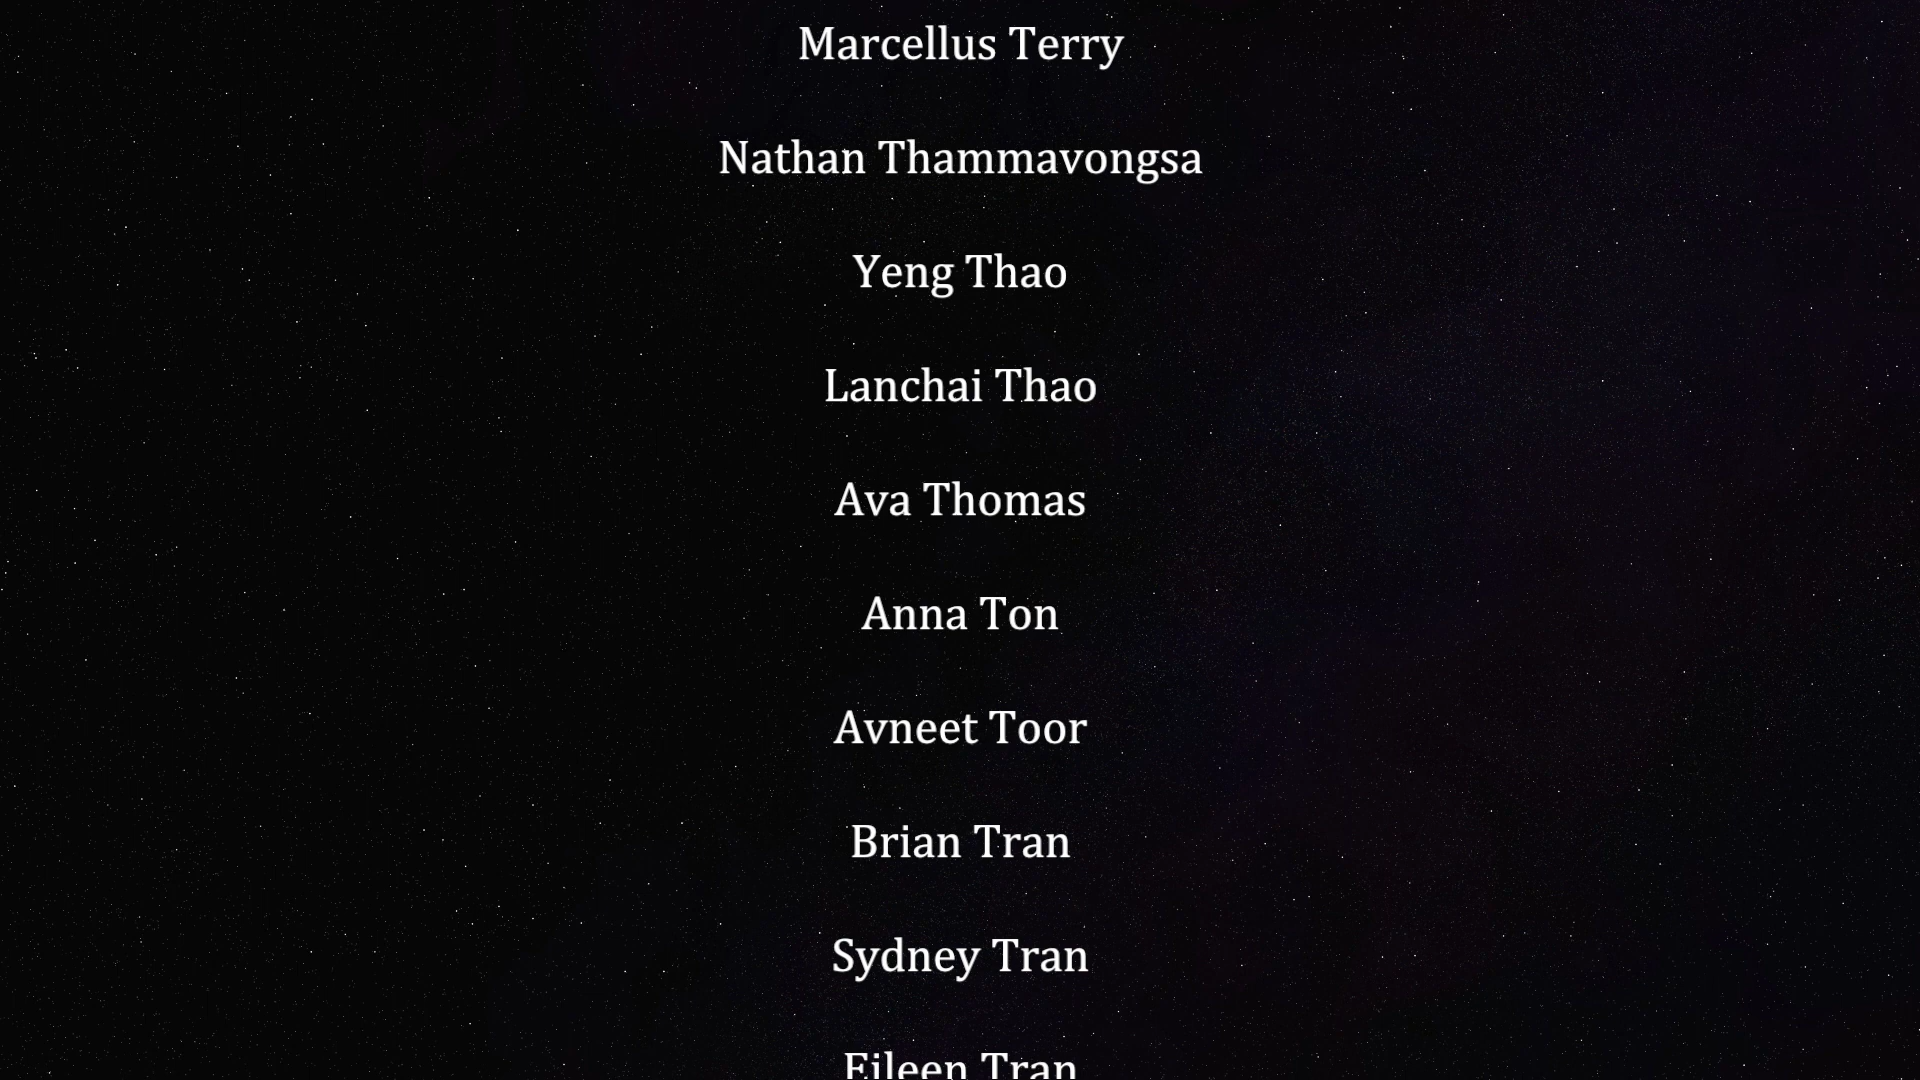 Marcellus Terry
Nathan Thammavongsa
Yeng Thao
Lanchai Thao
Ava Thomas
Anna Ton
Avneet Toor
Brian Tran
Sydney Tran
Eileen Tran